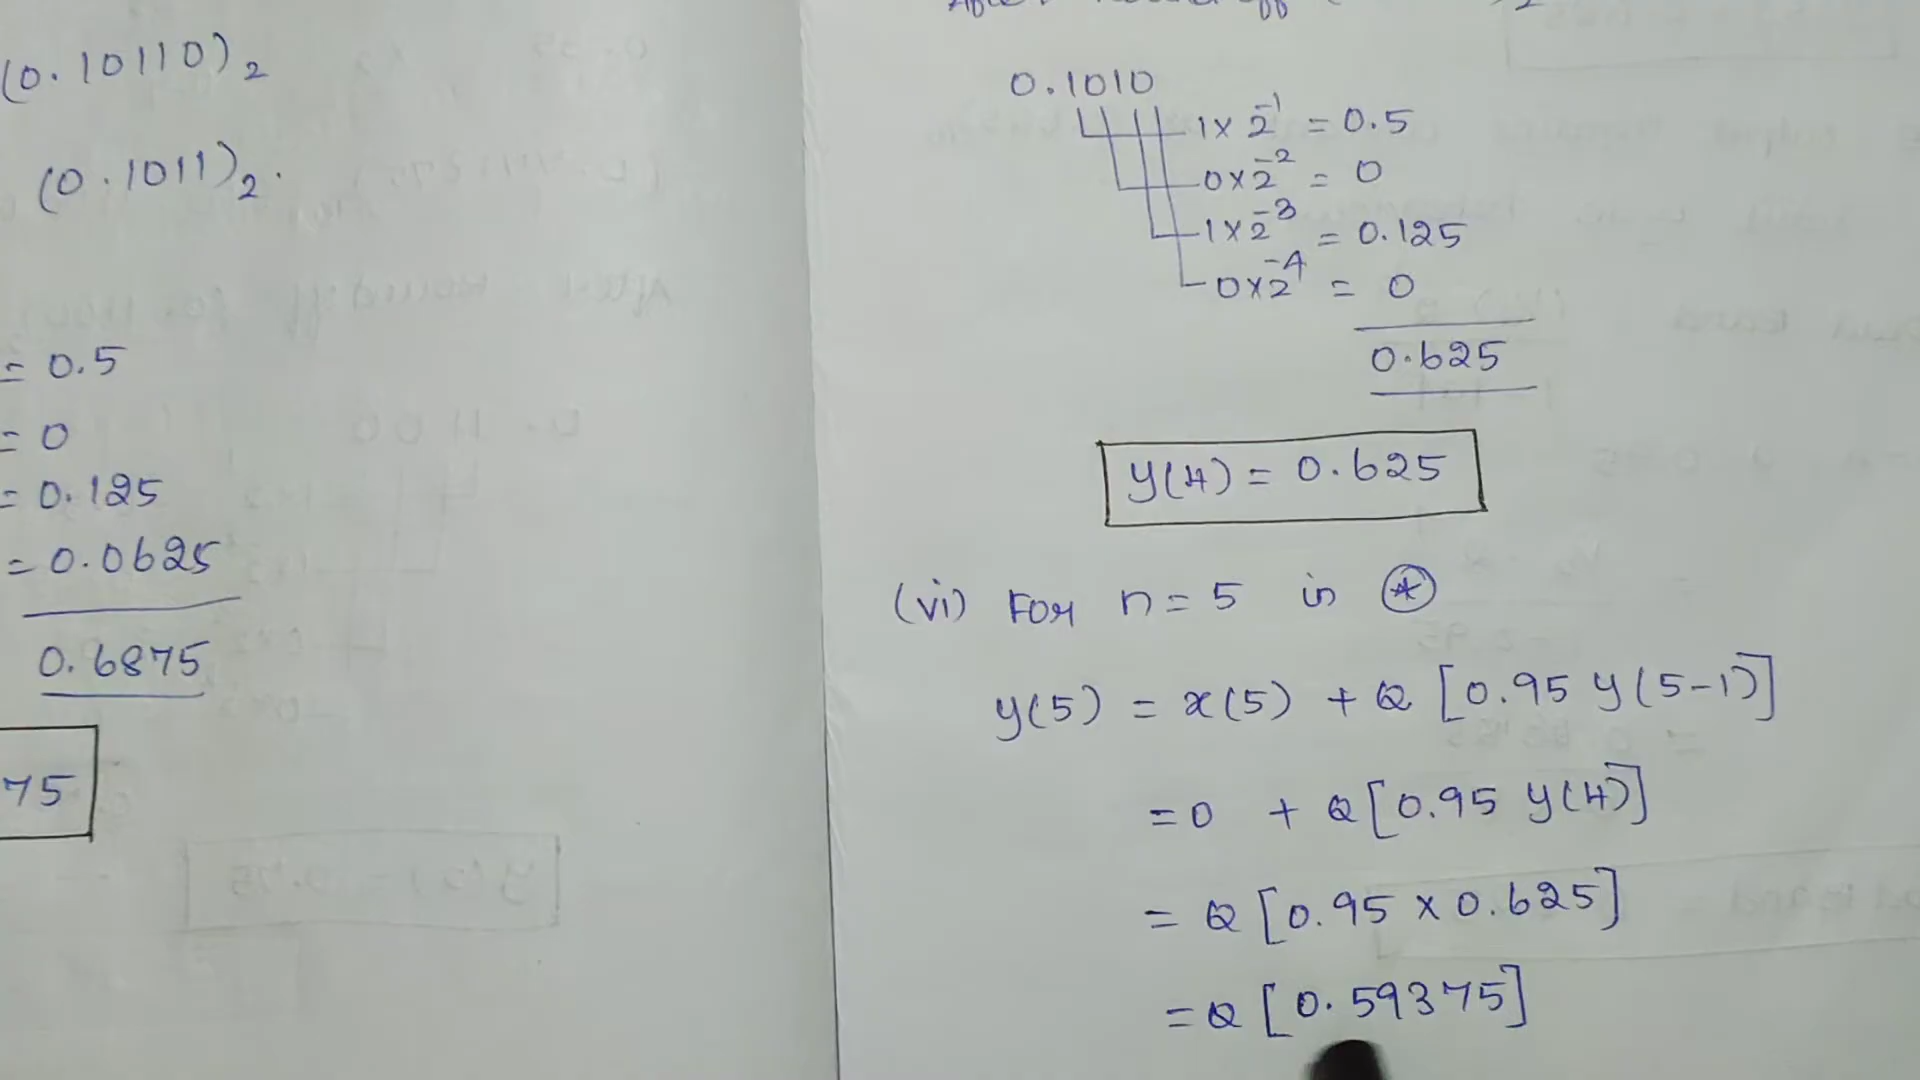 (0.10110)2
(0.1011)2.
= 0.5
= 0
= 0.125
= 0.0625
0.6875
75
0.1010
1 x 2^-1 = 0.5
0 x 2^-2 = 0
1 x 2^-3 = 0.125
0 x 2^-4 = 0
0.625
y(4) = 0.625
(vi) For n = 5 in (*)
y(5) = x(5) + Q [0.95 y(5-1)]
= 0 + Q [0.95 y(4)]
= Q [0.95 x 0.625]
= Q [0.59375]